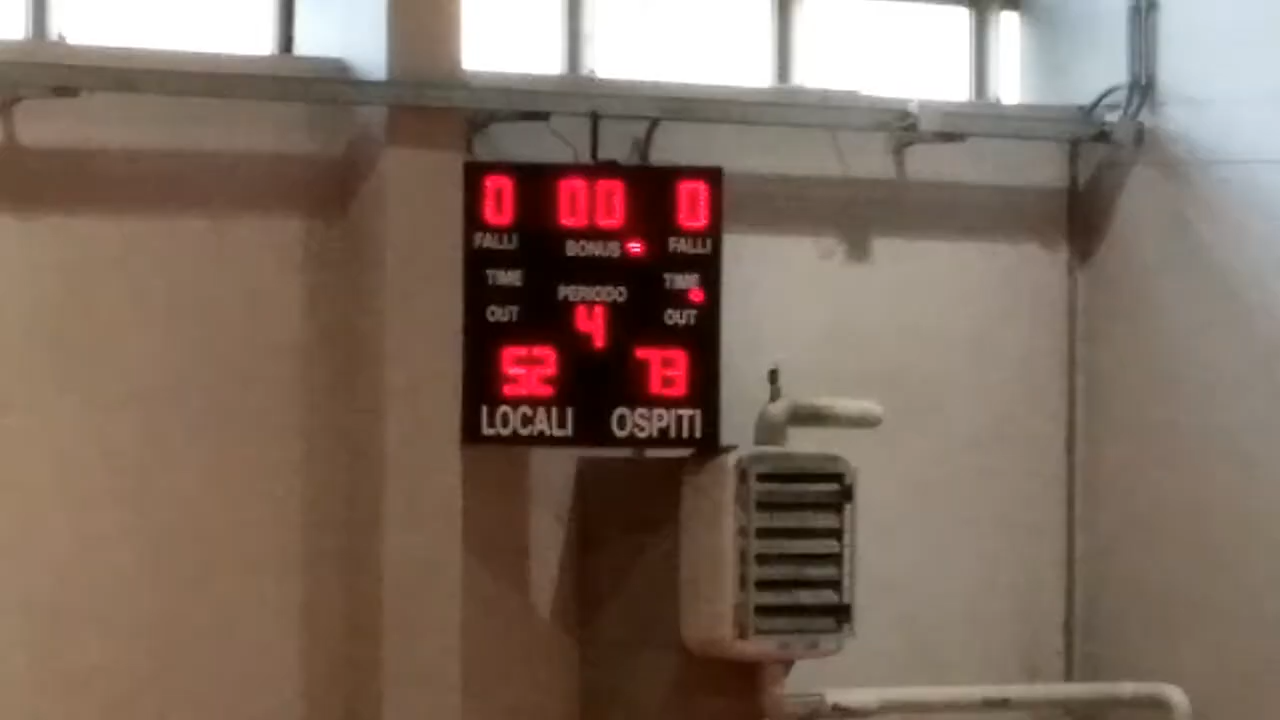 0 00 0
FALLI BONUS FALLI
TIME TIME
PERIODO
OUT 4 OUT
52 73
LOCALI OSPITI